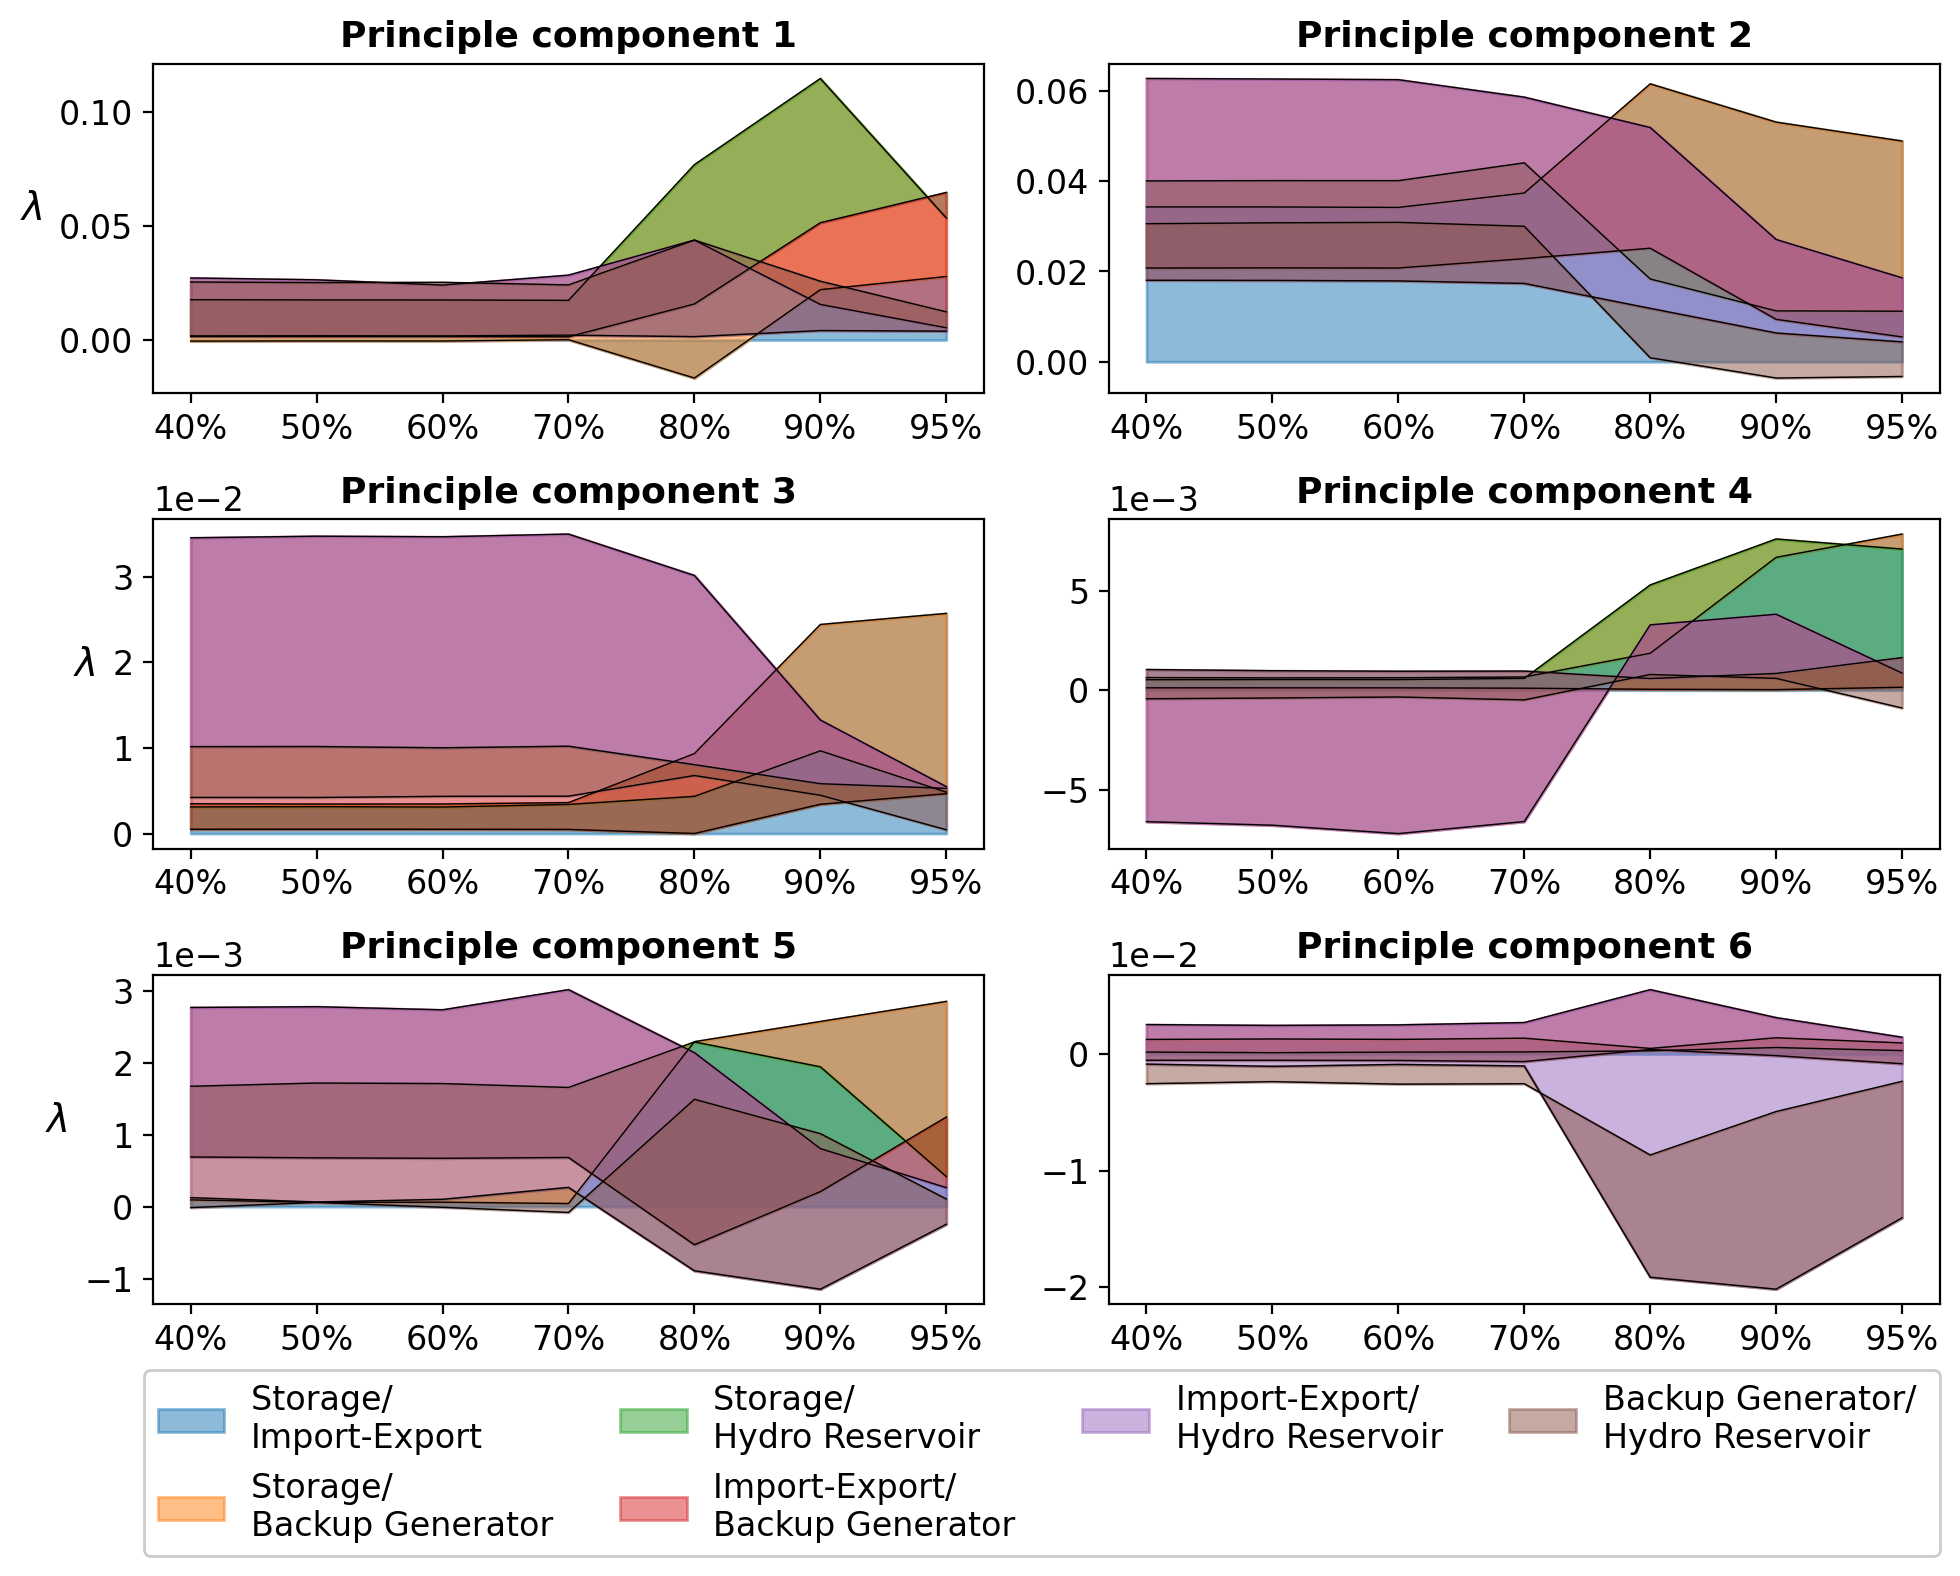 Principle component 1
Principle component 2
λ
0.10
0.05
0.00
40% 50% 60% 70% 80% 90% 95%
0.06
0.04
0.02
0.00
40% 50% 60% 70% 80% 90% 95%
1e−2
Principle component 3
1e−3
Principle component 4
λ
3
2
1
0
40% 50% 60% 70% 80% 90% 95%
5
0
−5
40% 50% 60% 70% 80% 90% 95%
1e−3
Principle component 5
1e−2
Principle component 6
λ
3
2
1
0
−1
40% 50% 60% 70% 80% 90% 95%
0
−1
−2
40% 50% 60% 70% 80% 90% 95%
Storage/
Import-Export
Storage/
Backup Generator
Storage/
Hydro Reservoir
Import-Export/
Backup Generator
Import-Export/
Hydro Reservoir
Backup Generator/
Hydro Reservoir